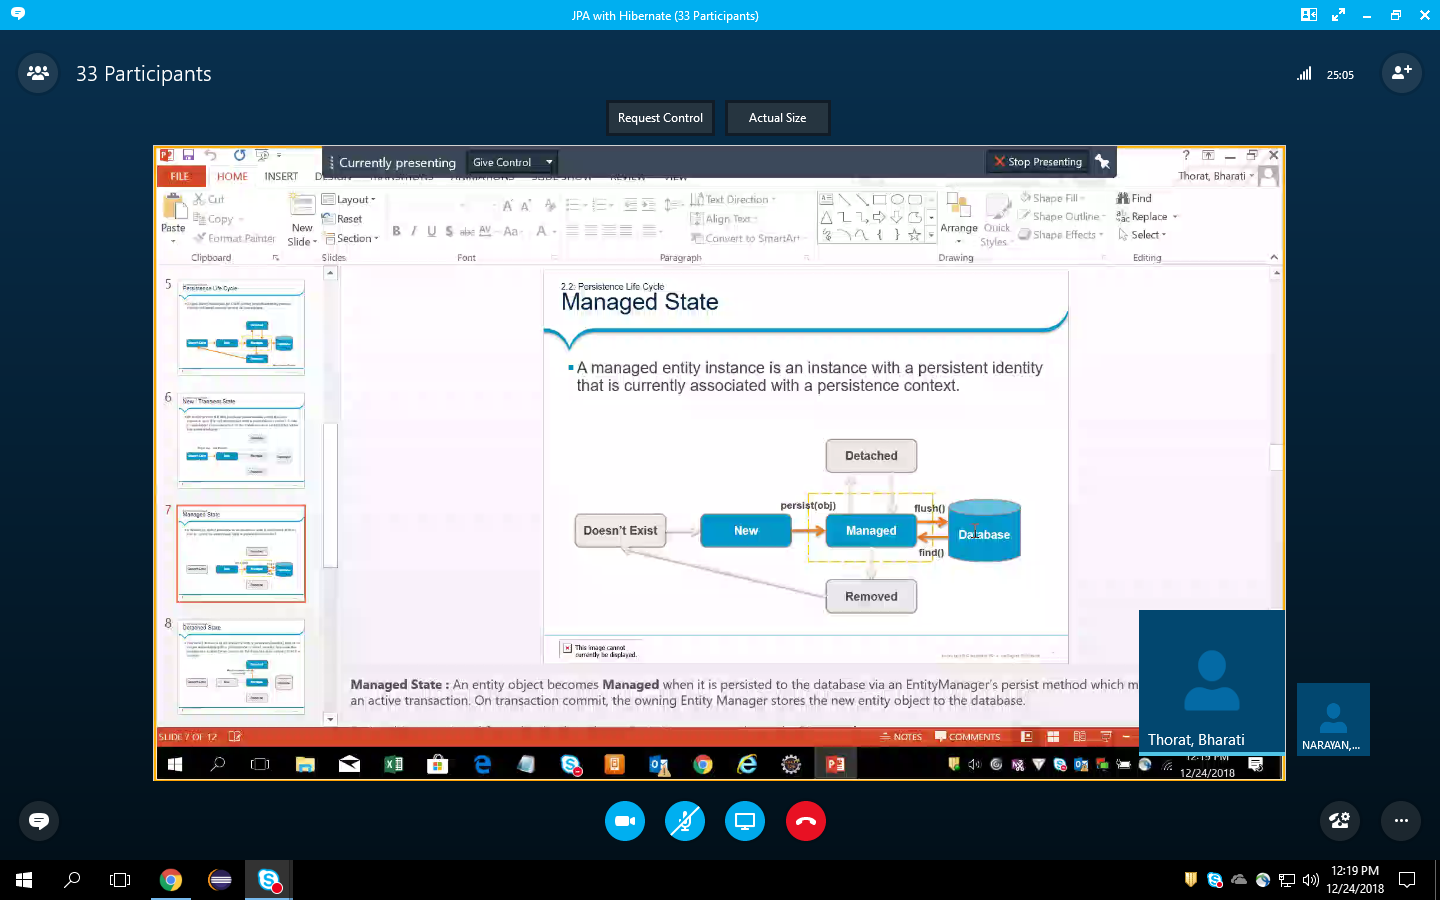 JPA with Hibernate (33 Participants)
33 Participants
25:05
Request Control
Actual Size
Currently presenting
Give Control
Stop Presenting
FILE
HOME
INSERT
Thorat, Bharati
Paste
Cut
Copy
Format Painter
Clipboard
New
Slide
Layout
Reset
Section
Slides
B I U S abc AV Aa A
Font
Text Direction
Align Text
Convert to SmartArt
Paragraph
Arrange
Quick
Styles
Shape Fill
Shape Outline
Shape Effects
Drawing
Find
Replace
Select
Editing
5
Persistence Life Cycle
6
New / Transient State
7
Managed State
8
Detached State
2.2: Persistence Life Cycle
Managed State
A managed entity instance is an instance with a persistent identity
that is currently associated with a persistence context.
Detached
persist(obj)
flush()
Doesn't Exist
New
Managed
Database
find()
Removed
This image cannot
currently be displayed.
Managed State : An entity object becomes Managed when it is persisted to the database via an EntityManager's persist method which m
an active transaction. On transaction commit, the owning Entity Manager stores the new entity object to the database.
SLIDE 7 OF 12
NOTES
COMMENTS
Thorat, Bharati
NARAYAN,...
12:19 PM
12/24/2018
12:19 PM
12/24/2018